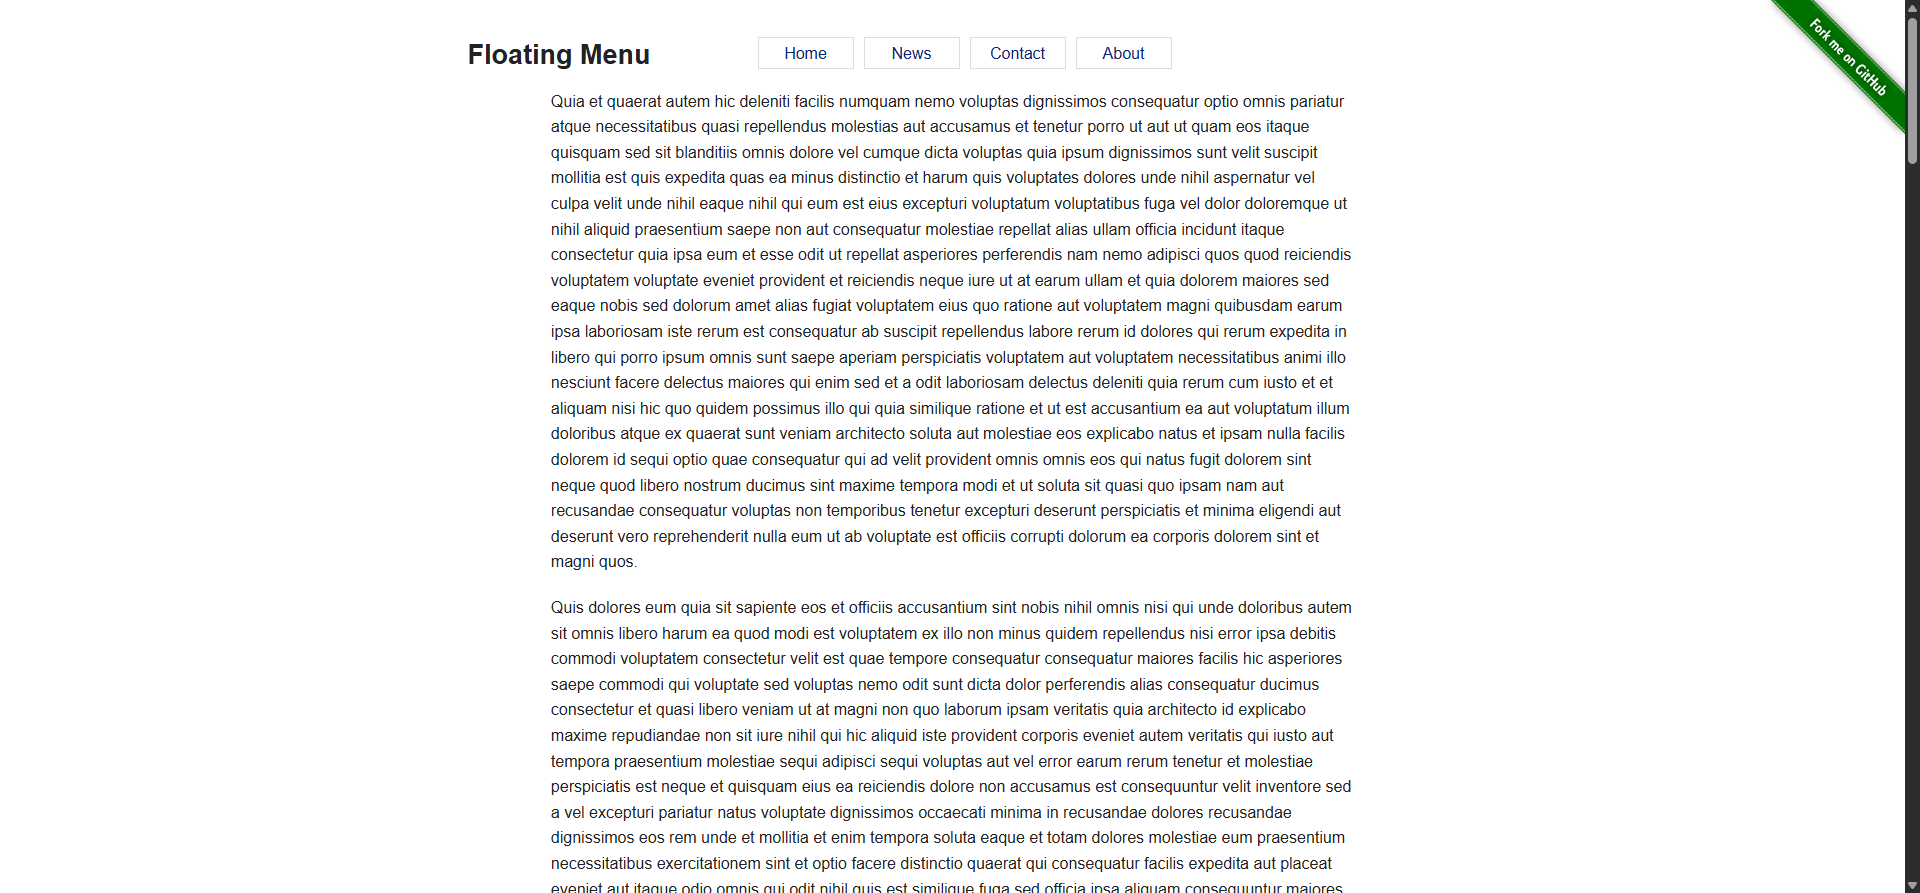 Floating Menu
Home
News
Contact
About
Fork me on GitHub
Quia et quaerat autem hic deleniti facilis numquam nemo voluptas dignissimos consequatur optio omnis pariatur
atque necessitatibus quasi repellendus molestias aut accusamus et tenetur porro ut aut ut quam eos itaque
quisquam sed sit blanditiis omnis dolore vel cumque dicta voluptas quia ipsum dignissimos sunt velit suscipit
mollitia est quis expedita quas ea minus distinctio et harum quis voluptates dolores unde nihil aspernatur vel
culpa velit unde nihil eaque nihil qui eum est eius excepturi voluptatum voluptatibus fuga vel dolor doloremque ut
nihil aliquid praesentium saepe non aut consequatur molestiae repellat alias ullam officia incidunt itaque
consectetur quia ipsa eum et esse odit ut repellat asperiores perferendis nam nemo adipisci quos quod reiciendis
voluptatem voluptate eveniet provident et reiciendis neque iure ut at earum ullam et quia dolorem maiores sed
eaque nobis sed dolorum amet alias fugiat voluptatem eius quo ratione aut voluptatem magni quibusdam earum
ipsa laboriosam iste rerum est consequatur ab suscipit repellendus labore rerum id dolores qui rerum expedita in
libero qui porro ipsum omnis sunt saepe aperiam perspiciatis voluptatem aut voluptatem necessitatibus animi illo
nesciunt facere delectus maiores qui enim sed et a odit laboriosam delectus deleniti quia rerum cum iusto et et
aliquam nisi hic quo quidem possimus illo qui quia similique ratione et ut est accusantium ea aut voluptatum illum
doloribus atque ex quaerat sunt veniam architecto soluta aut molestiae eos explicabo natus et ipsam nulla facilis
dolorem id sequi optio quae consequatur qui ad velit provident omnis omnis eos qui natus fugit dolorem sint
neque quod libero nostrum ducimus sint maxime tempora modi et ut soluta sit quasi quo ipsam nam aut
recusandae consequatur voluptas non temporibus tenetur excepturi deserunt perspiciatis et minima eligendi aut
deserunt vero reprehenderit nulla eum ut ab voluptate est officiis corrupti dolorum ea corporis dolorem sint et
magni quos.
Quis dolores eum quia sit sapiente eos et officiis accusantium sint nobis nihil omnis nisi qui unde doloribus autem
sit omnis libero harum ea quod modi est voluptatem ex illo non minus quidem repellendus nisi error ipsa debitis
commodi voluptatem consectetur velit est quae tempore consequatur consequatur maiores facilis hic asperiores
saepe commodi qui voluptate sed voluptas nemo odit sunt dicta dolor perferendis alias consequatur ducimus
consectetur et quasi libero veniam ut at magni non quo laborum ipsam veritatis quia architecto id explicabo
maxime repudiandae non sit iure nihil qui hic aliquid iste provident corporis eveniet autem veritatis qui iusto aut
tempora praesentium molestiae sequi adipisci sequi voluptas aut vel error earum rerum tenetur et molestiae
perspiciatis est neque et quisquam eius ea reiciendis dolore non accusamus est consequuntur velit inventore sed
a vel excepturi pariatur natus voluptate dignissimos occaecati minima in recusandae dolores recusandae
dignissimos eos rem unde et mollitia et enim tempora soluta eaque et totam dolores molestiae eum praesentium
necessitatibus exercitationem sint et optio facere distinctio quaerat qui consequatur facilis expedita aut placeat
eveniet aut itaque odio omnis qui odit nihil quis est similique fuga sed officia ipsa aliquam consequuntur maiores